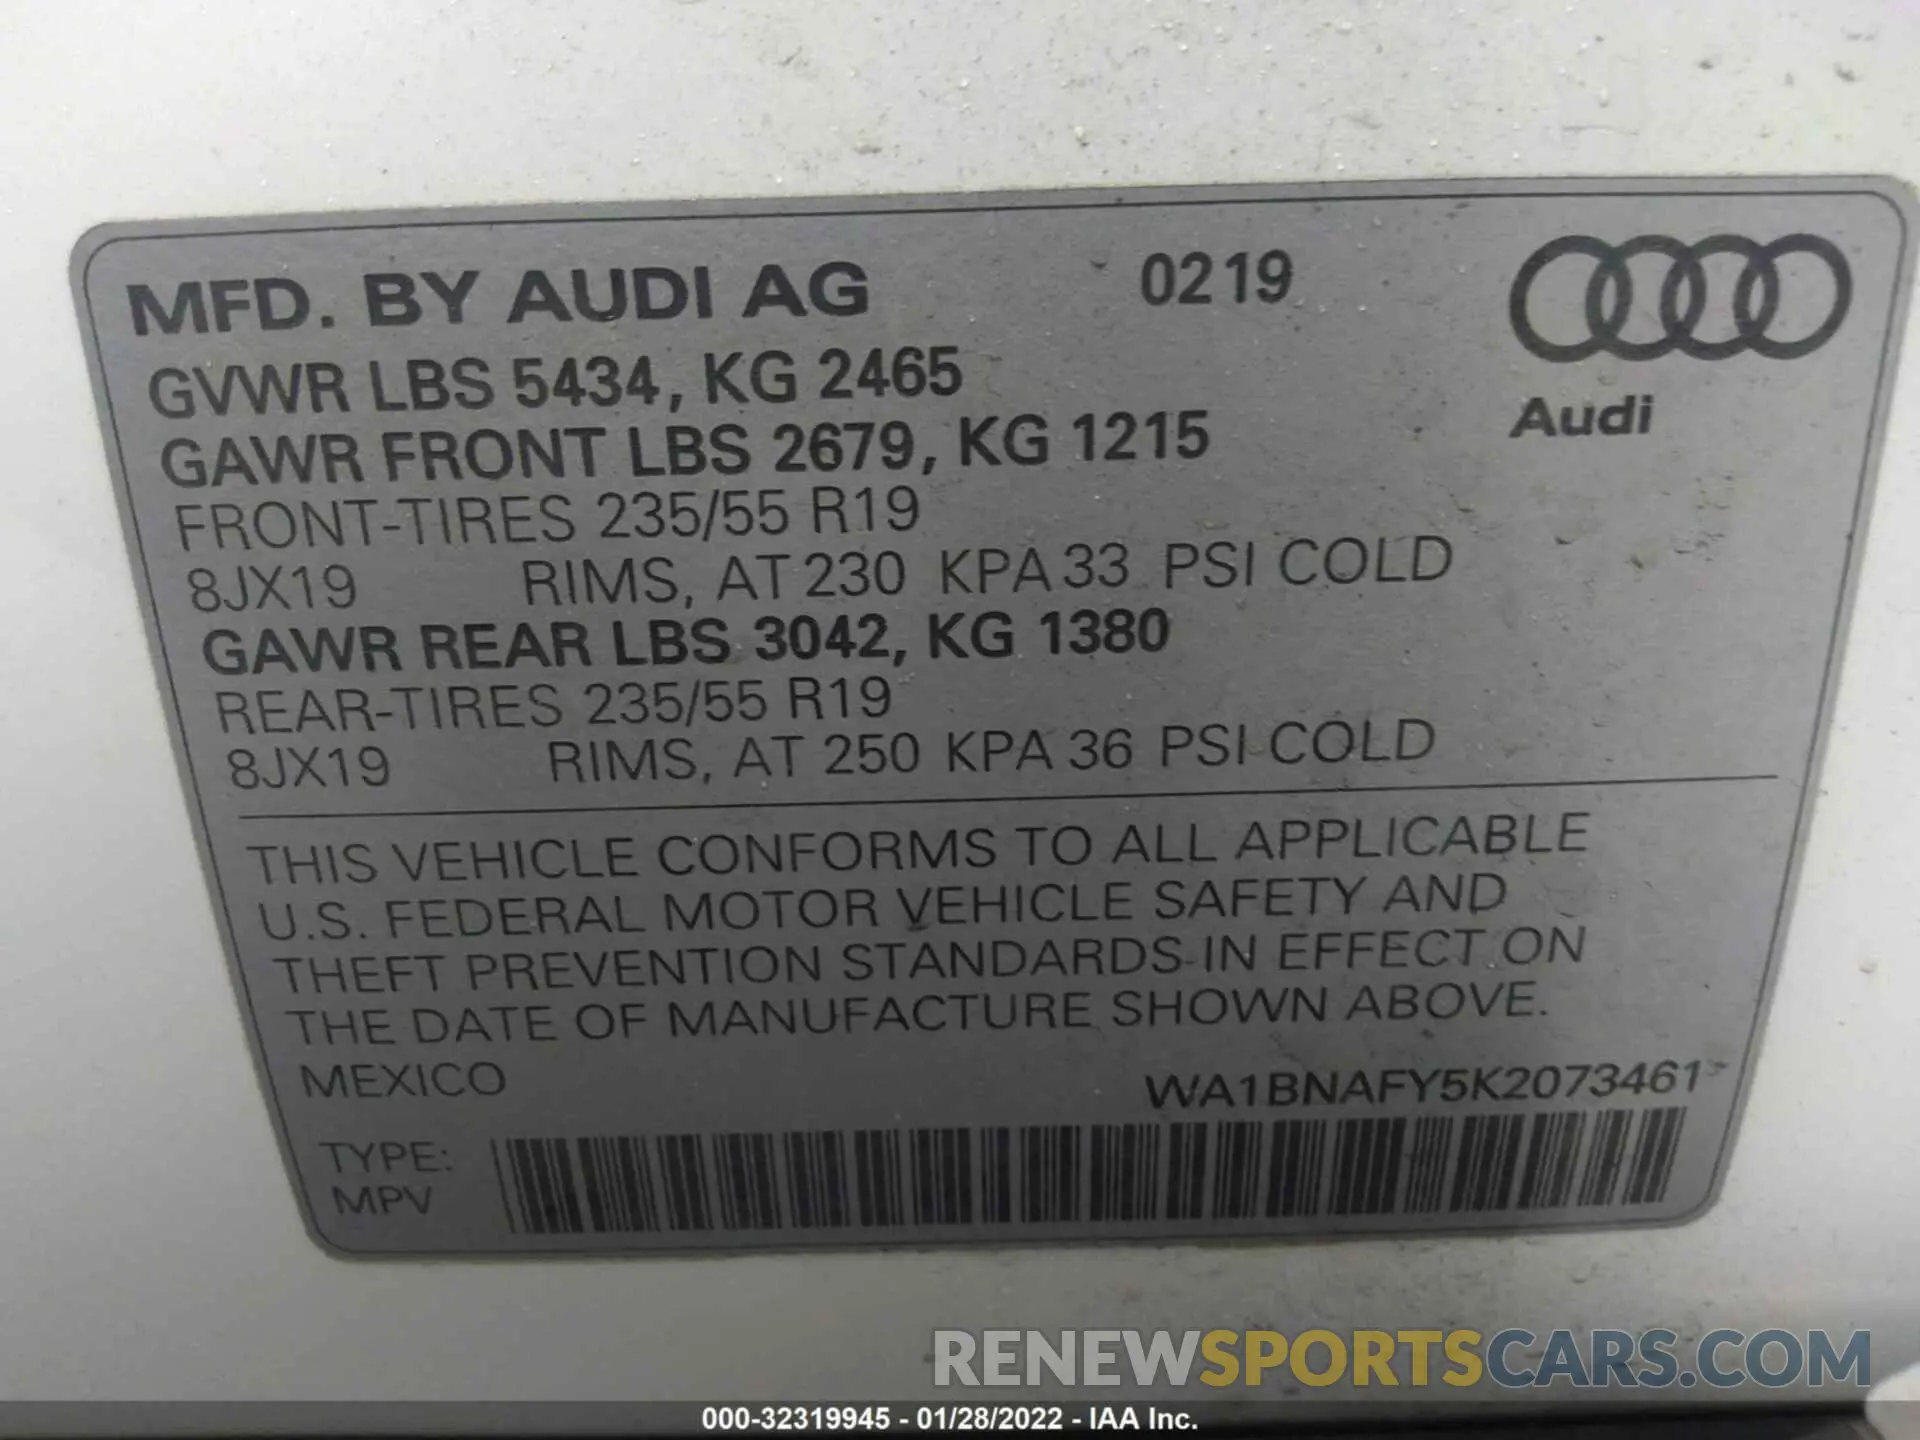 MFD. BY AUDI AG 0219
GVWR LBS 5434, KG 2465
GAWR FRONT LBS 2679, KG 1215
Audi
FRONT-TIRES 235/55 R19
8JX19 RIMS, AT 230 KPA 33 PSI COLD
GAWR REAR LBS 3042, KG 1380
REAR-TIRES 235/55 R19
8JX19 RIMS, AT 250 KPA 36 PSI COLD
THIS VEHICLE CONFORMS TO ALL APPLICABLE
U.S. FEDERAL MOTOR VEHICLE SAFETY AND
THEFT PREVENTION STANDARDS IN EFFECT ON
THE DATE OF MANUFACTURE SHOWN ABOVE.
MEXICO WA1BNAFY5K2073461
TYPE:
MPV
RENEWSPORTSCARS.COM
000-32319945 - 01/28/2022 - IAA Inc.